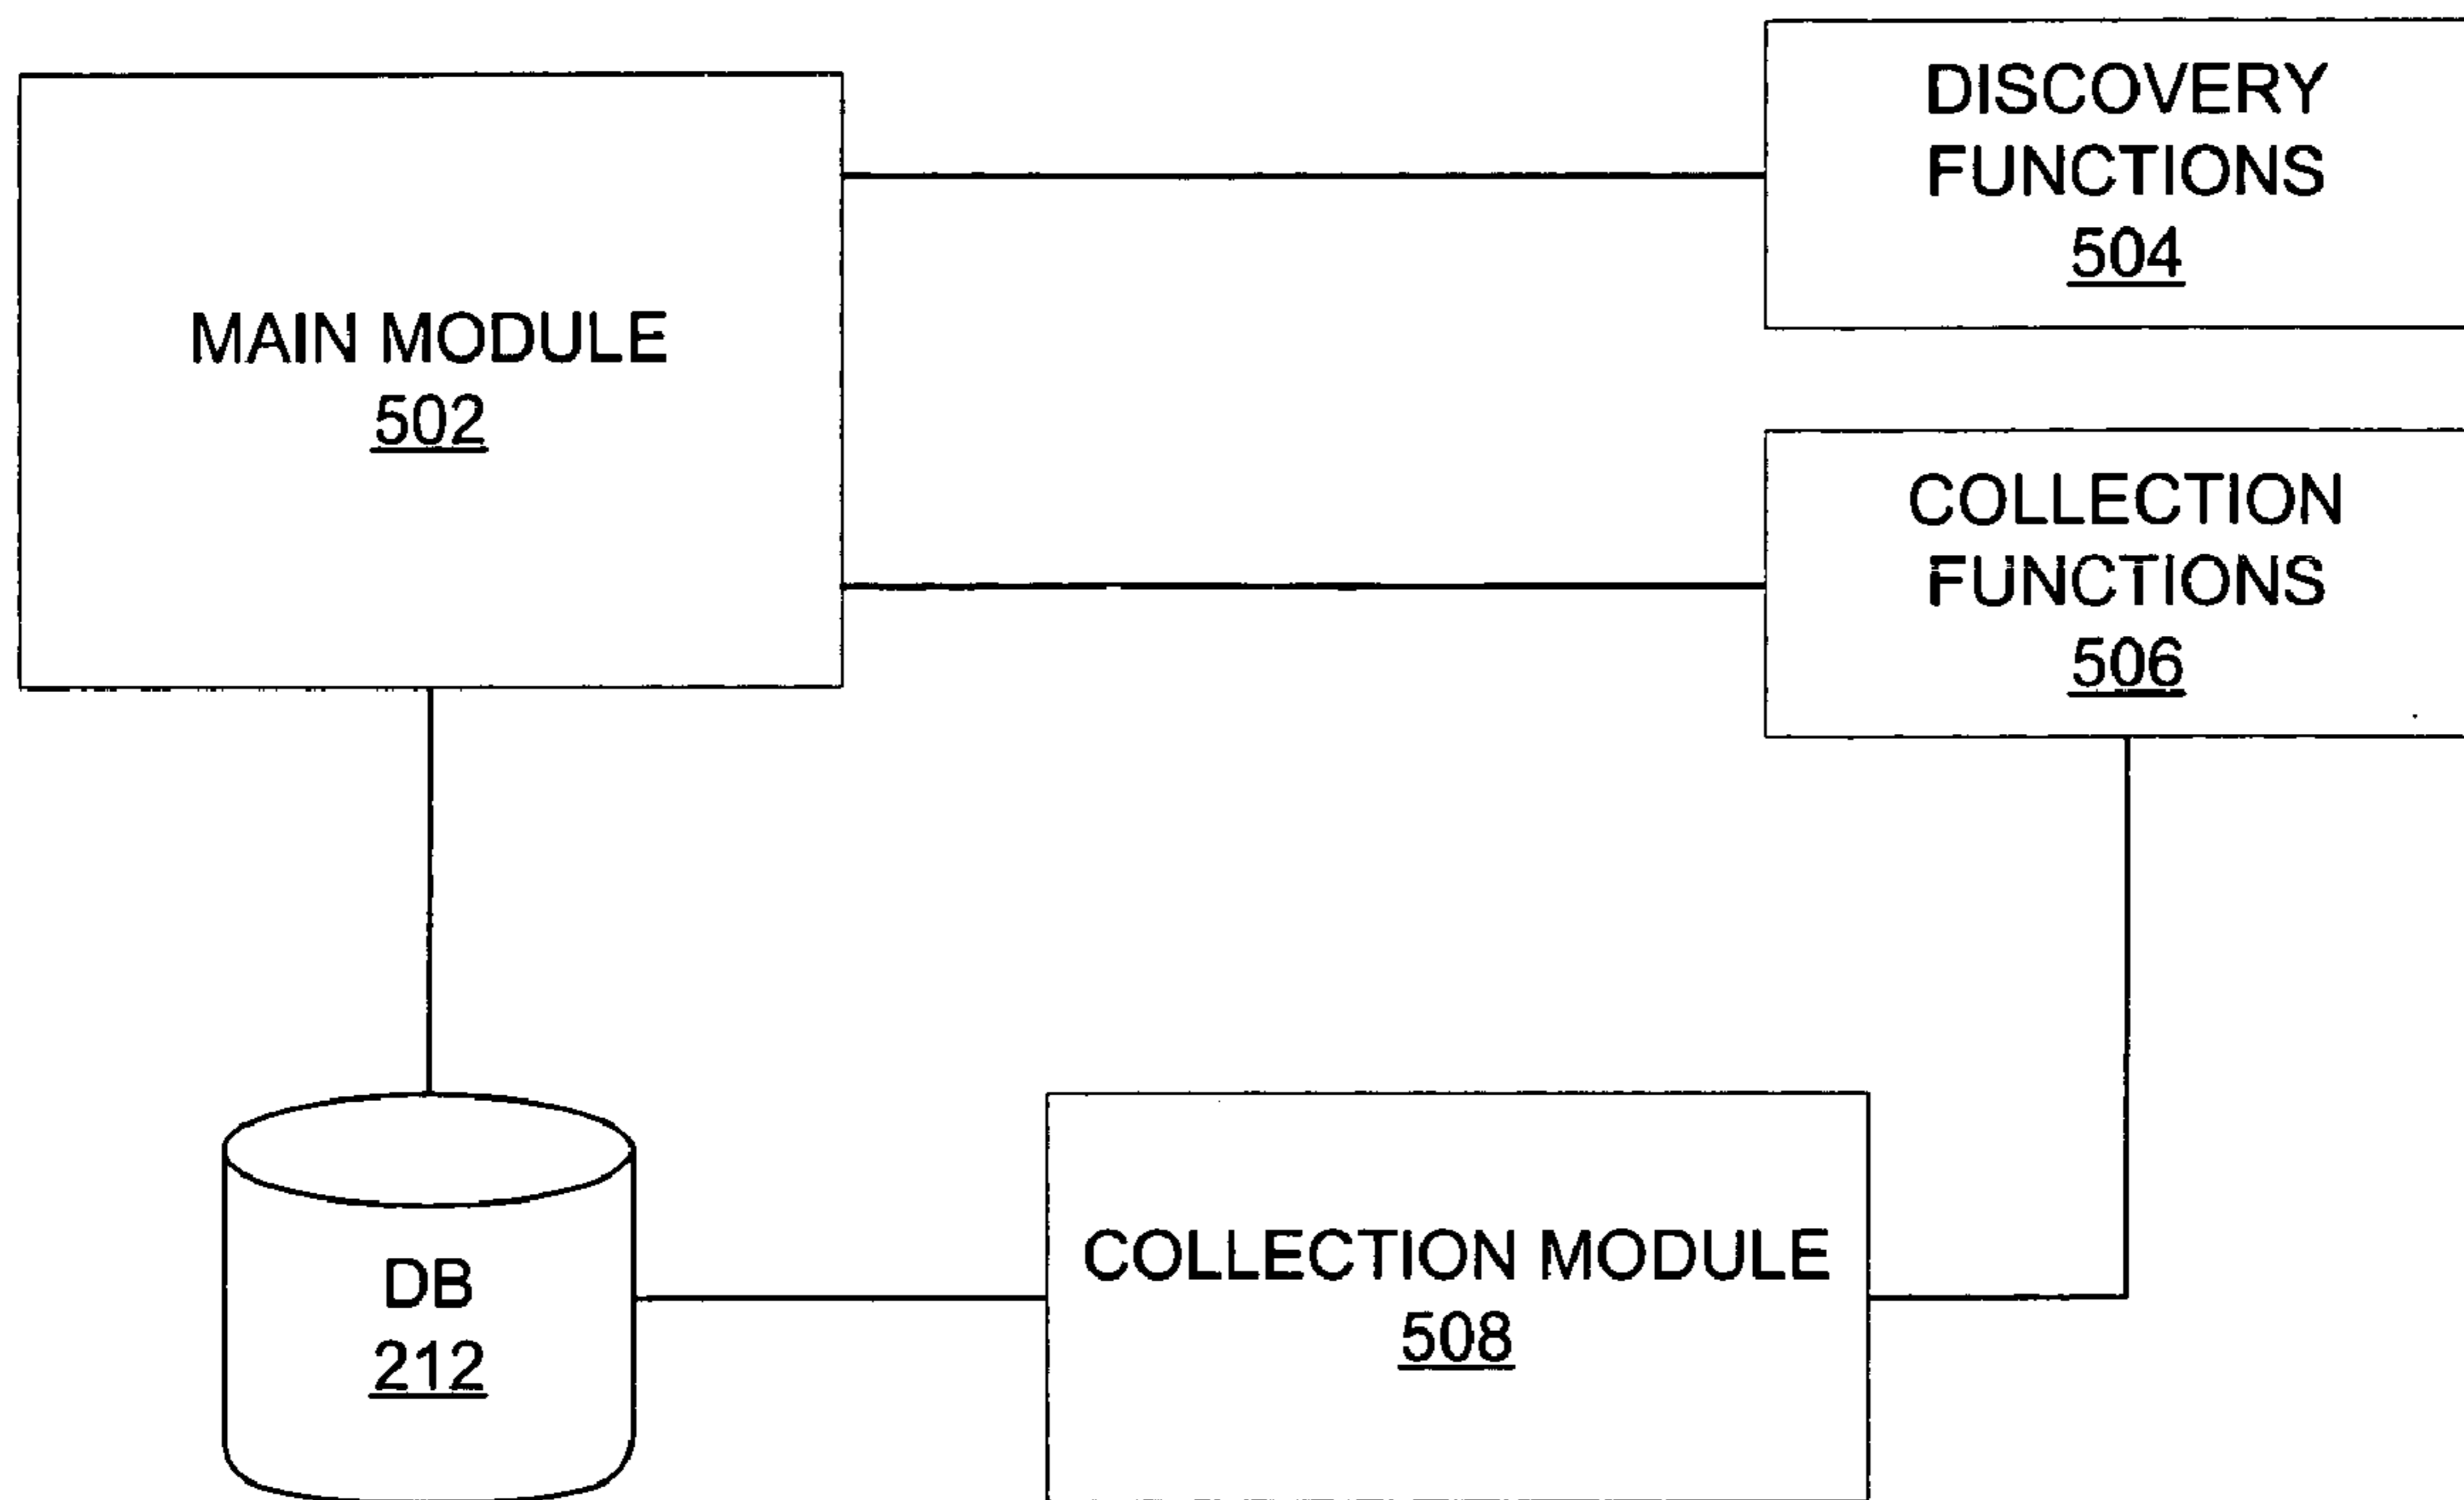 DISCOVERY
FUNCTIONS
504
MAIN MODULE
502
COLLECTION
FUNCTIONS
506
COLLECTION MODULE
508
DB
212